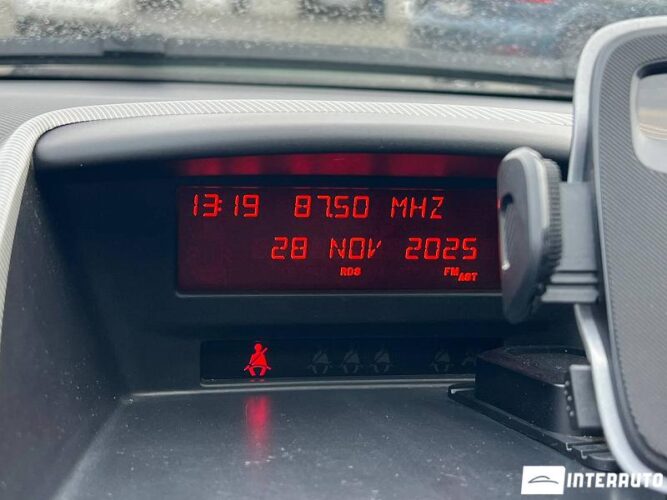 13:19 87.50 MHZ
28 NOV 2025
RDS FM AST
INTERAUTO